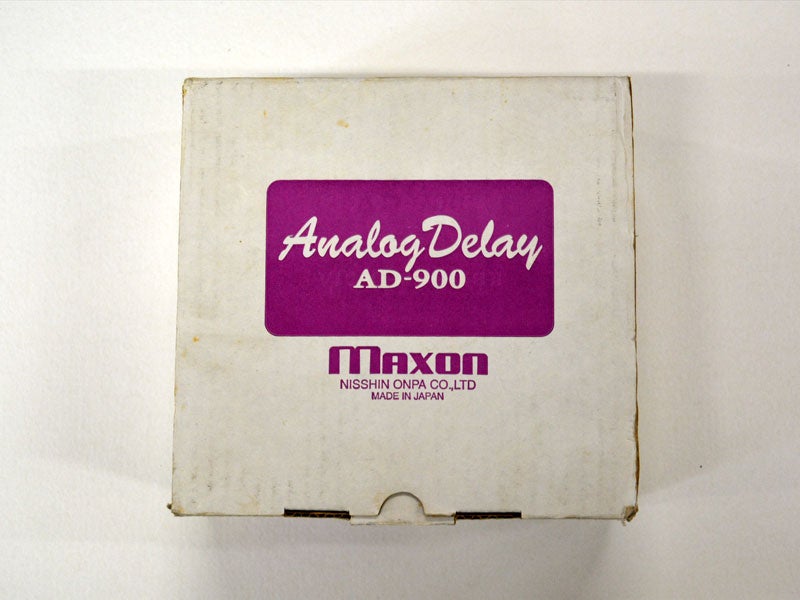 Analog Delay
AD-900
MAXON
NISSHIN ONPA CO.,LTD
MADE IN JAPAN